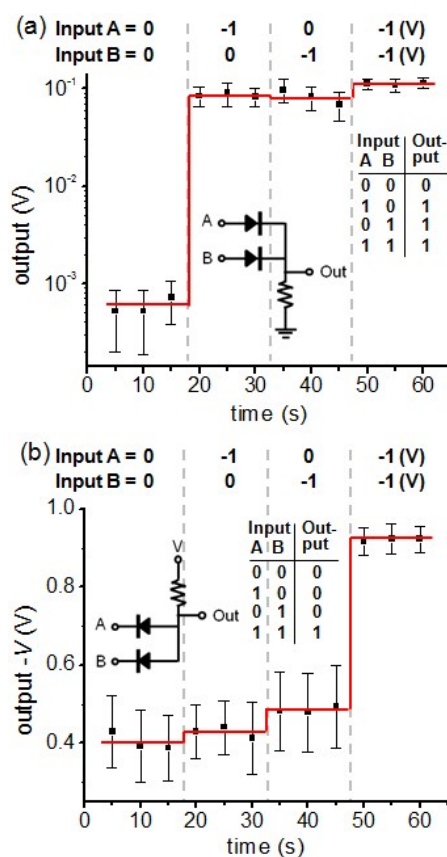 (a) Input A = 0 -1 0 -1 (V)
Input B = 0 0 -1 -1 (V)
output (V)
10⁻¹
10⁻²
10⁻³
Input Out-
A B put
0 0 0
1 0 1
0 1 1
1 1 1
A
B
Out
0 10 20 30 40 50 60
time (s)
(b) Input A = 0 -1 0 -1 (V)
Input B = 0 0 -1 -1 (V)
output -V (V)
1.0
0.8
0.6
0.4
V
Input Out-
A B put
0 0 0
1 0 0
0 1 0
1 1 1
A
Out
B
0 10 20 30 40 50 60
time (s)